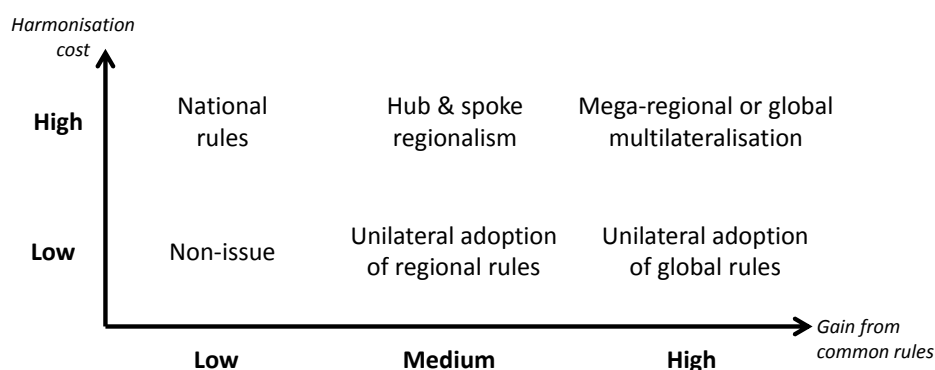 Harmonisation
cost
High
National
rules
Hub & spoke
regionalism
Mega-regional or global
multilateralisation
Low
Non-issue
Unilateral adoption
of regional rules
Unilateral adoption
of global rules
Gain from
common rules
Low
Medium
High